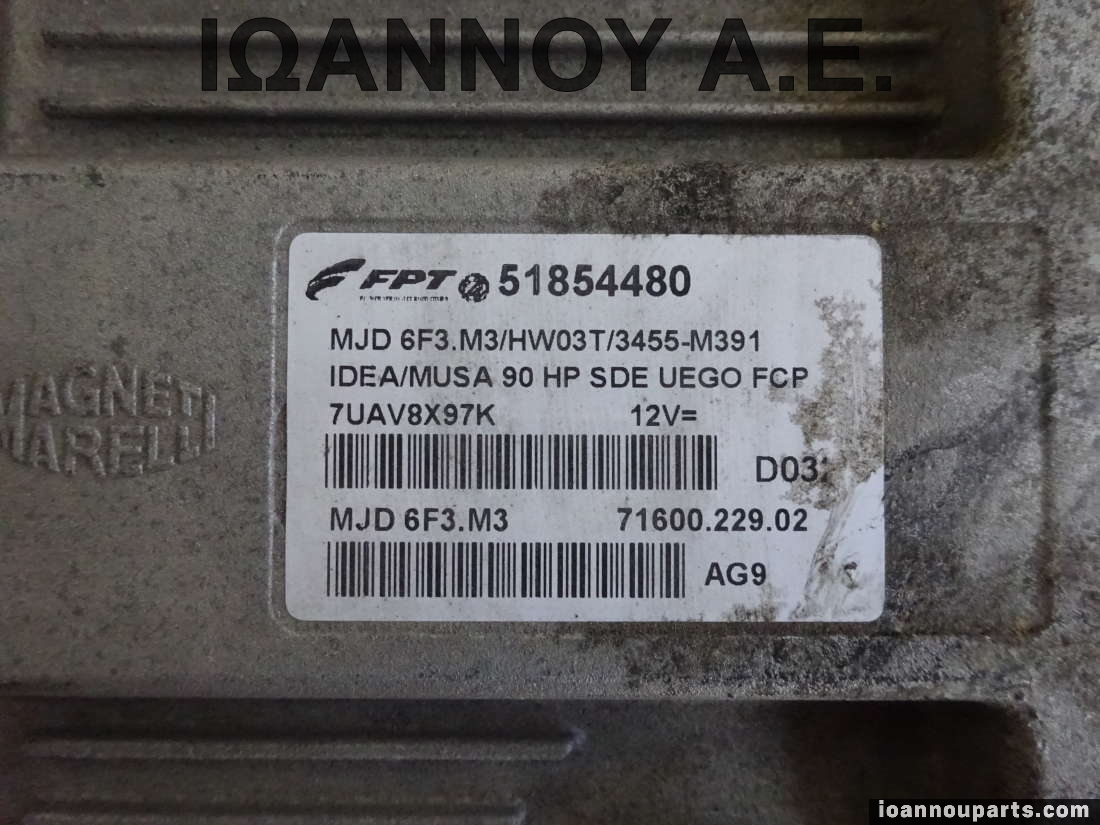 ΙΩΑΝΝΟΥ Α.Ε.
MAGNETI
MARELLI
FPT 51854480
MJD 6F3.M3/HW03T/3455-M391
IDEA/MUSA 90 HP SDE UEGO FCP
7UAV8X97K 12V=
D03
MJD 6F3.M3 71600.229.02
AG9
ioannouparts.com